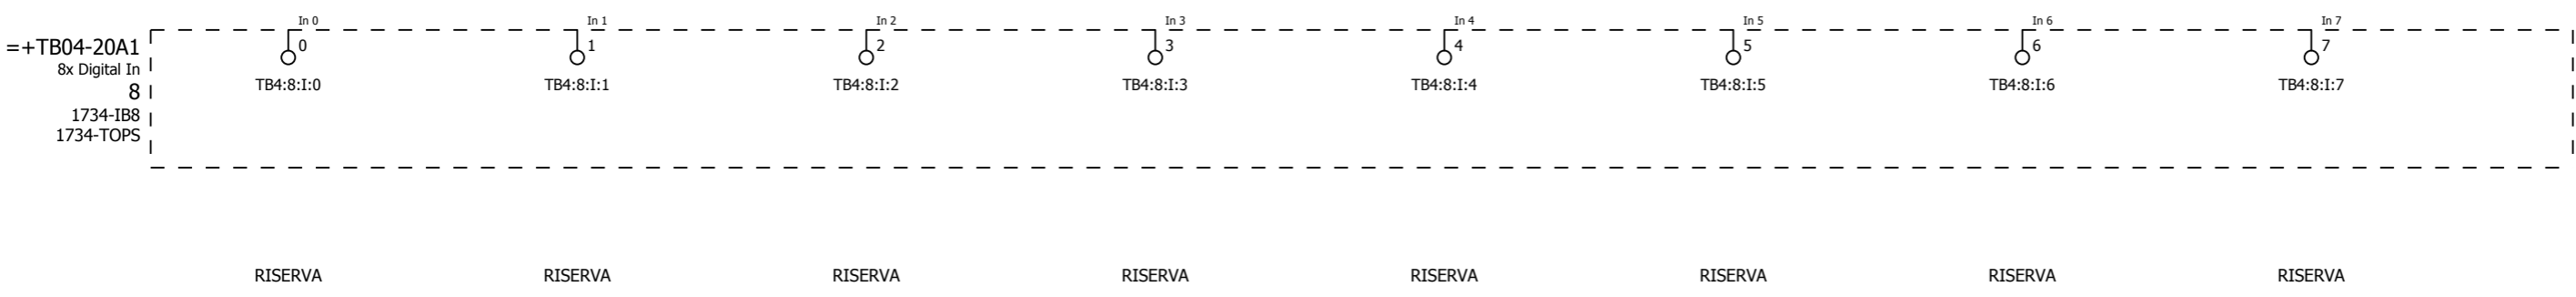 In 0 In 1 In 2 In 3 In 4 In 5 In 6 In 7
=+TB04-20A1 0 1 2 3 4 5 6 7
8x Digital In
TB4:8:I:0 TB4:8:I:1 TB4:8:I:2 TB4:8:I:3 TB4:8:I:4 TB4:8:I:5 TB4:8:I:6 TB4:8:I:7
8
1734-IB8
1734-TOPS
RISERVA RISERVA RISERVA RISERVA RISERVA RISERVA RISERVA RISERVA